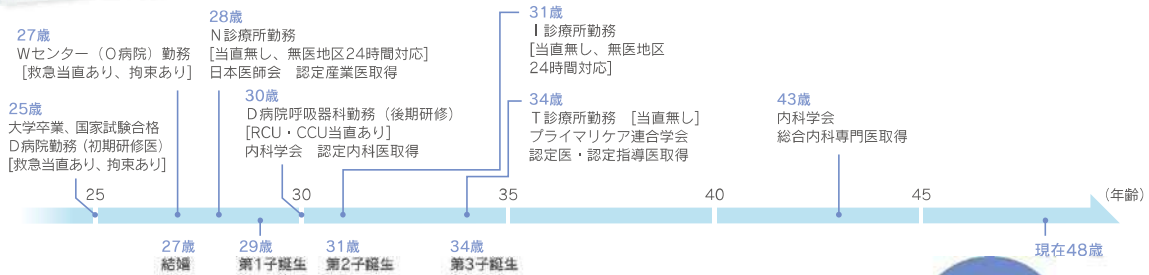 25歳
大学卒業、国家試験合格
D病院勤務（初期研修医）
[救急当直あり、拘束あり]
27歳
Wセンター（O病院）勤務
[救急当直あり、拘束あり]
28歳
N診療所勤務
[当直無し、無医地区24時間対応]
日本医師会　認定産業医取得
30歳
D病院呼吸器科勤務（後期研修）
[RCU・CCU当直あり]
内科学会　認定内科医取得
31歳
I診療所勤務
[当直無し、無医地区
24時間対応]
34歳
T診療所勤務　[当直無し]
プライマリケア連合学会
認定医・認定指導医取得
43歳
内科学会
総合内科専門医取得
25 30 35 40 45 （年齢）
27歳
結婚
29歳
第1子誕生
31歳
第2子誕生
34歳
第3子誕生
現在48歳